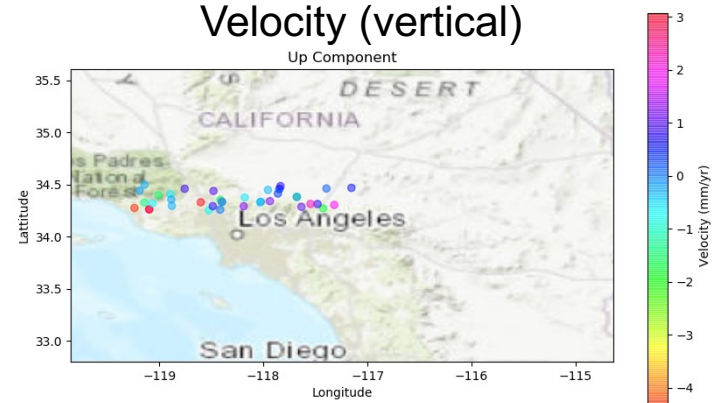 Velocity (vertical)
Up Component
DESERT
CALIFORNIA
s Padres
National
Forest
Los Angeles
San Diego
35.5
35.0
34.5
34.0
33.5
33.0
Lattitude
−119
−118
−117
−116
−115
Longitude
3
2
1
0
−1
−2
−3
−4
Velocity (mm/yr)